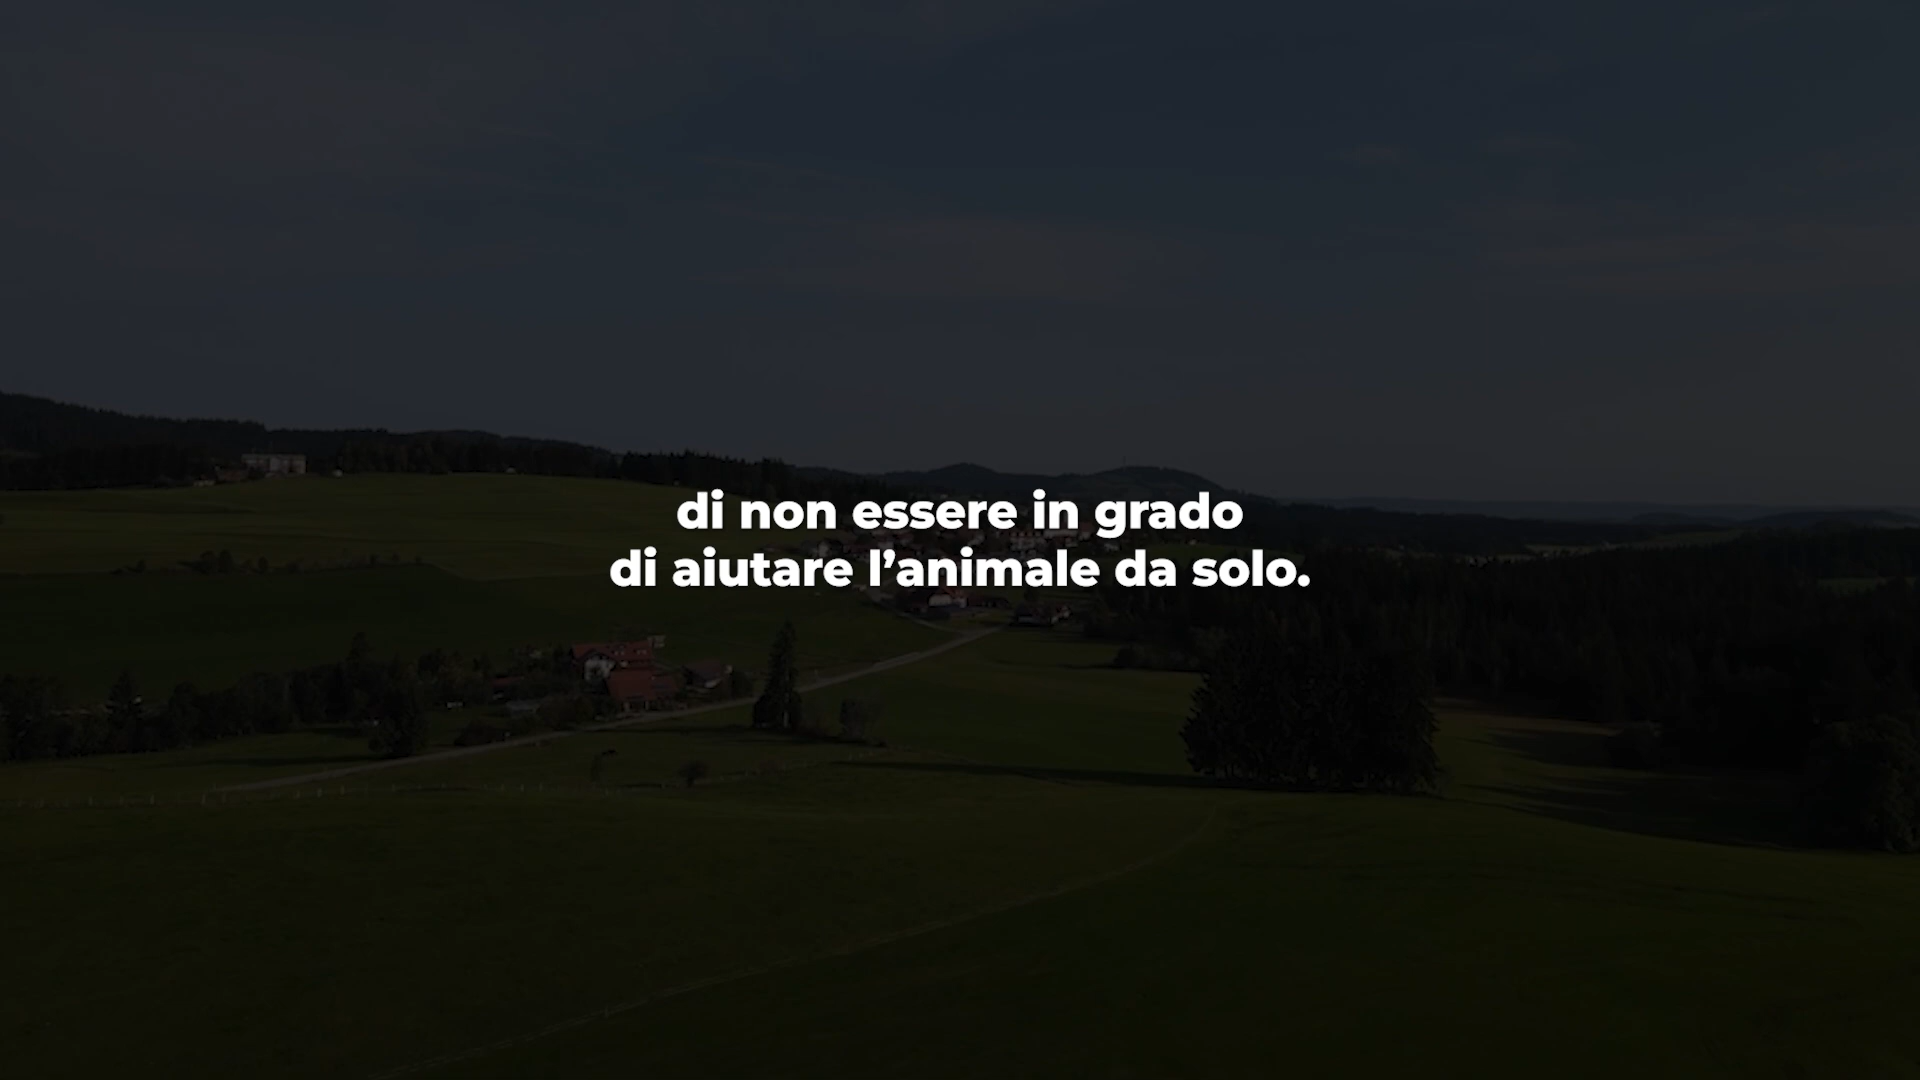 di non essere in grado
di aiutare l’animale da solo.